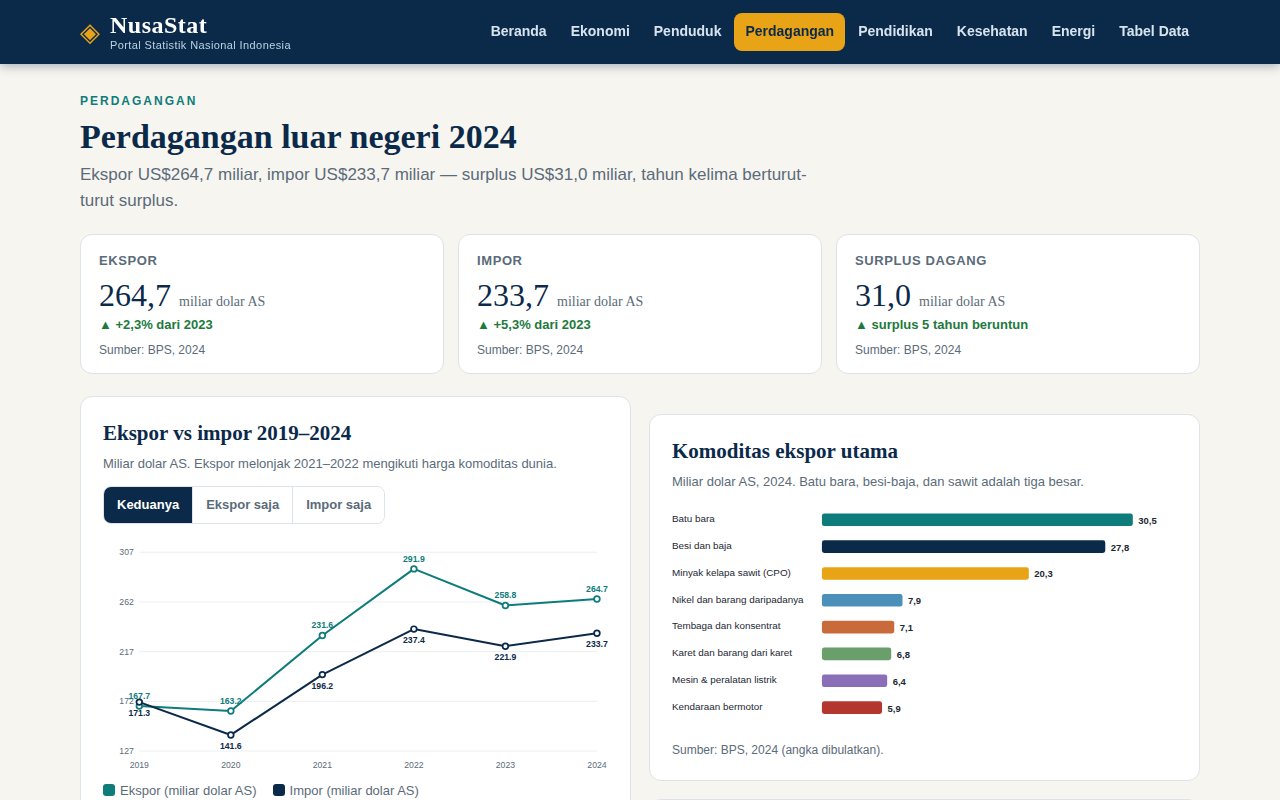 ◈ NusaStat
Portal Statistik Nasional Indonesia
Beranda Ekonomi Penduduk Perdagangan Pendidikan Kesehatan Energi Tabel Data
PERDAGANGAN
Perdagangan luar negeri 2024
Ekspor US$264,7 miliar, impor US$233,7 miliar — surplus US$31,0 miliar, tahun kelima berturut-
turut surplus.
EKSPOR
264,7 miliar dolar AS
▲ +2,3% dari 2023
Sumber: BPS, 2024
IMPOR
233,7 miliar dolar AS
▲ +5,3% dari 2023
Sumber: BPS, 2024
SURPLUS DAGANG
31,0 miliar dolar AS
▲ surplus 5 tahun beruntun
Sumber: BPS, 2024
Ekspor vs impor 2019–2024
Miliar dolar AS. Ekspor melonjak 2021–2022 mengikuti harga komoditas dunia.
Keduanya Ekspor saja Impor saja
307
262
217
172
127
167.7 163.2 231.6 291.9 258.8 264.7
171.3 141.6 196.2 237.4 221.9 233.7
2019 2020 2021 2022 2023 2024
Ekspor (miliar dolar AS) Impor (miliar dolar AS)
Komoditas ekspor utama
Miliar dolar AS, 2024. Batu bara, besi-baja, dan sawit adalah tiga besar.
Batu bara 30,5
Besi dan baja 27,8
Minyak kelapa sawit (CPO) 20,3
Nikel dan barang daripadanya 7,9
Tembaga dan konsentrat 7,1
Karet dan barang dari karet 6,8
Mesin & peralatan listrik 6,4
Kendaraan bermotor 5,9
Sumber: BPS, 2024 (angka dibulatkan).